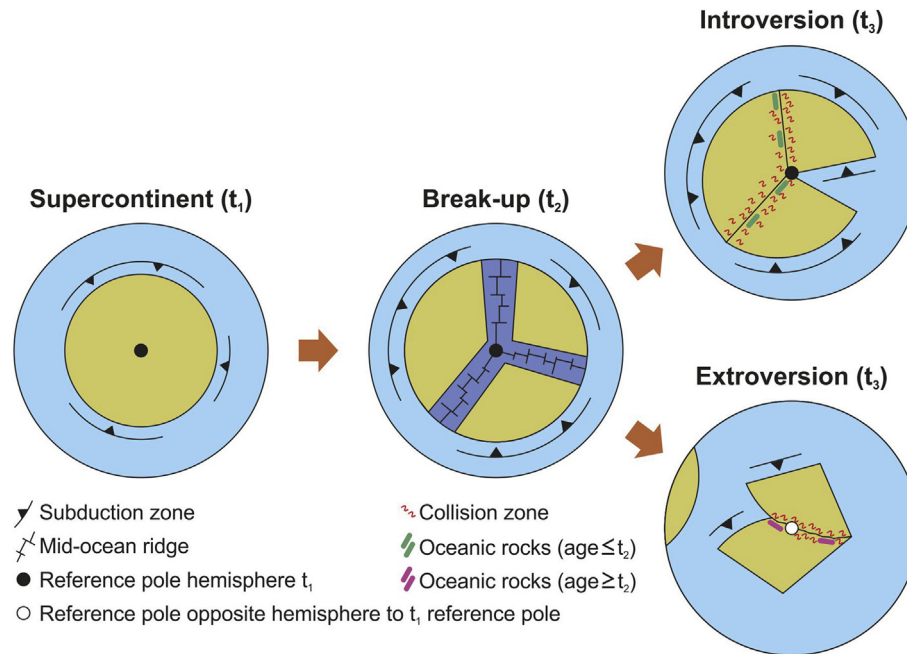 Introversion (t₃)
Supercontinent (t₁)
Break-up (t₂)
Extroversion (t₃)
Subduction zone
Mid-ocean ridge
Reference pole hemisphere t₁
Reference pole opposite hemisphere to t₁ reference pole
Collision zone
Oceanic rocks (age≤t₂)
Oceanic rocks (age≥t₂)